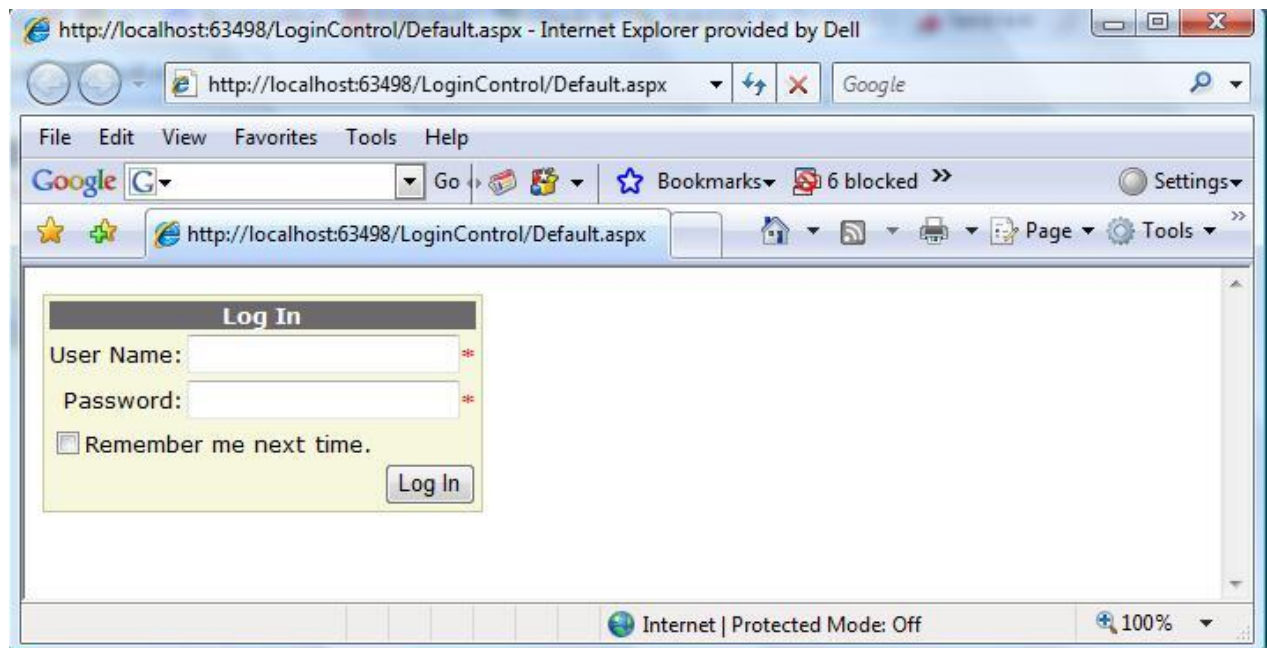 http://localhost:63498/LoginControl/Default.aspx - Internet Explorer provided by Dell
http://localhost:63498/LoginControl/Default.aspx Google
File Edit View Favorites Tools Help
Google G Go Bookmarks 6 blocked >> Settings
http://localhost:63498/LoginControl/Default.aspx Page Tools >>
Log In
User Name: *
Password: *
Remember me next time.
Log In
Internet | Protected Mode: Off 100%